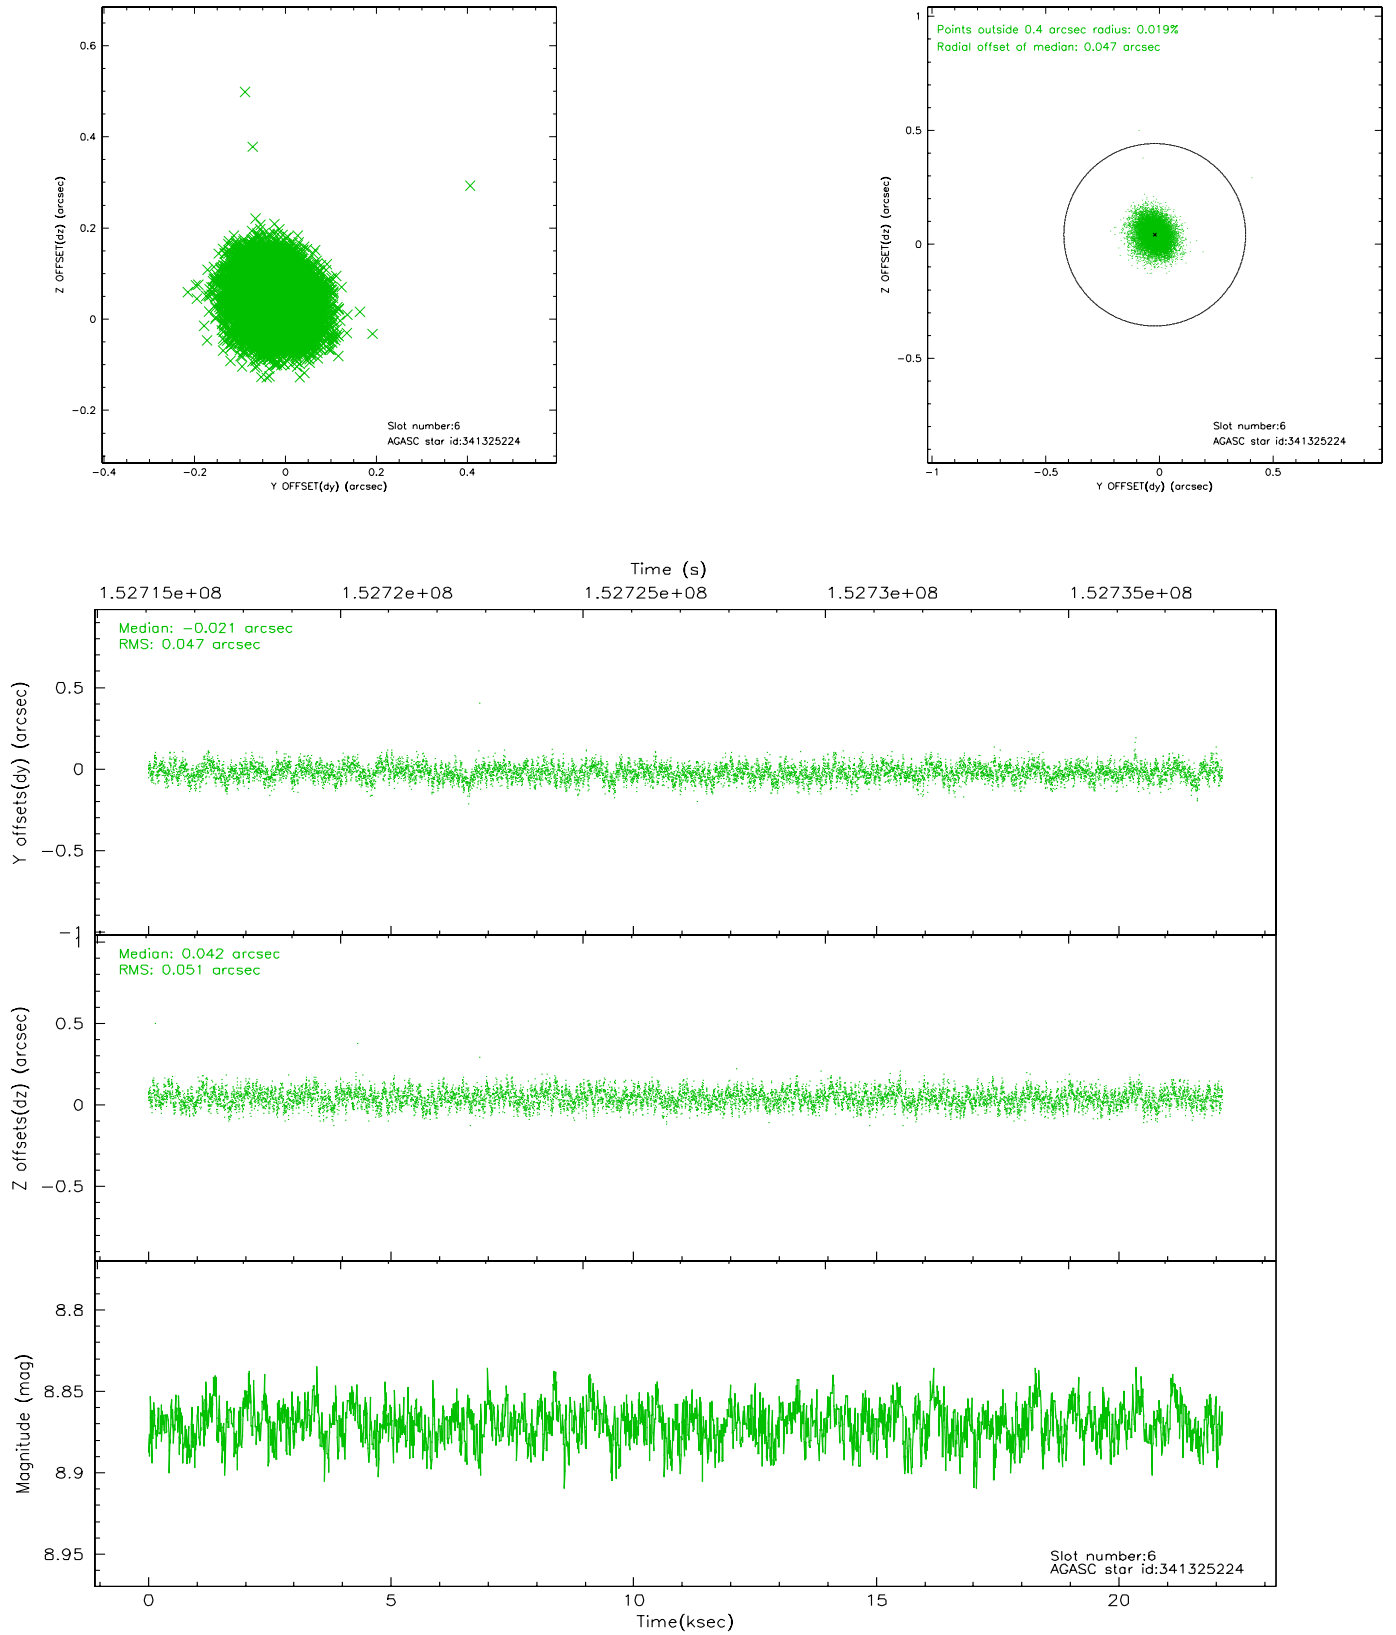 0.6
0.4
0.2
0
−0.2
−0.4
−0.2
0
0.2
0.4
Z OFFSET(dz) (arcsec)
Y OFFSET(dy) (arcsec)
Slot number:6
AGASC star id:341325224
Points outside 0.4 arcsec radius: 0.019%
Radial offset of median: 0.047 arcsec
1
0.5
0
−0.5
−1
−0.5
0
0.5
Z OFFSET(dz) (arcsec)
Y OFFSET(dy) (arcsec)
Slot number:6
AGASC star id:341325224
Time (s)
1.52715e+08 1.5272e+08 1.52725e+08 1.5273e+08 1.52735e+08
Median: −0.021 arcsec
RMS: 0.047 arcsec
0.5
0
−0.5
−1
Y offsets(dy) (arcsec)
Median: 0.042 arcsec
RMS: 0.051 arcsec
1
0.5
0
−0.5
Z offsets(dz) (arcsec)
8.8
8.85
8.9
8.95
Magnitude (mag)
Slot number:6
AGASC star id:341325224
0 5 10 15 20
Time(ksec)